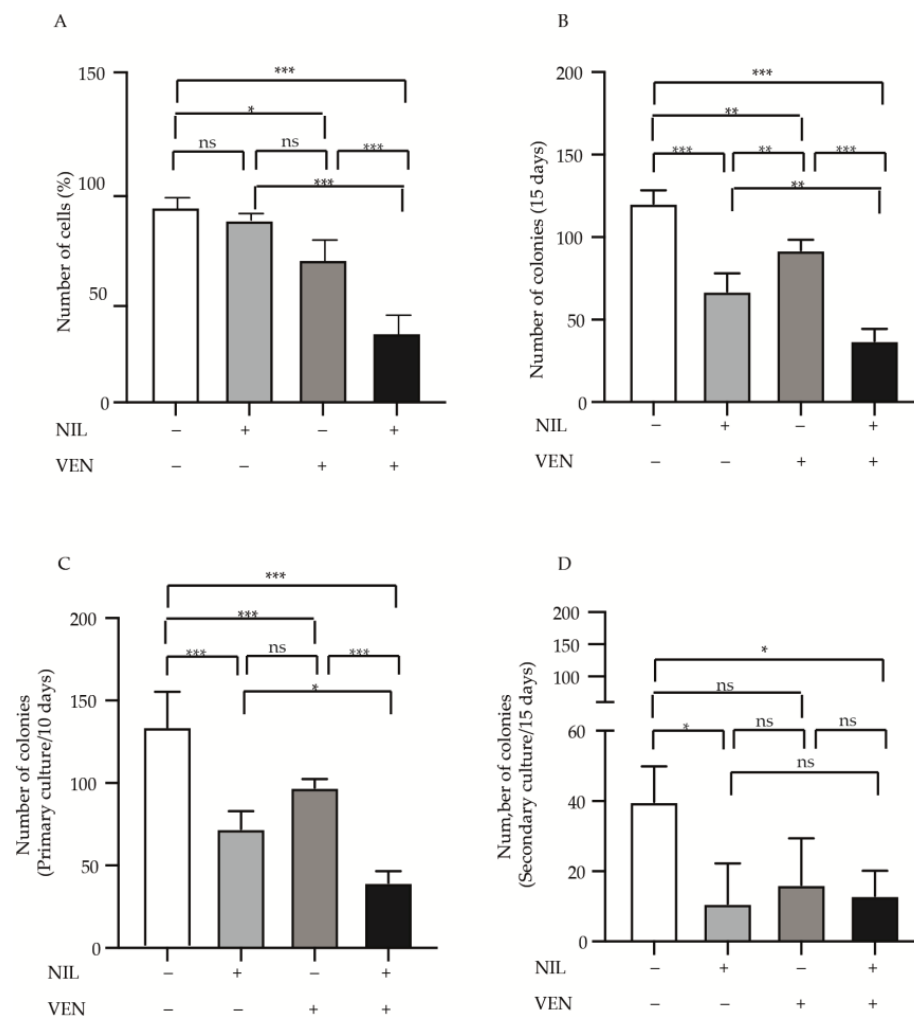 A
150
***
*
ns
ns
***
***
100
50
0
Number of cells (%)
NIL
– + – +
VEN
– – + +
B
200
***
**
***
**
***
**
150
100
50
0
Number of colonies (15 days)
– + – +
– – + +
C
***
***
***
ns
***
*
200
150
100
50
0
Number of colonies
(Primary culture/10 days)
NIL
– + – +
VEN
– – + +
D
200
150
100
*
ns
*
ns
ns
ns
60
40
20
0
Num,ber of colonies
(Secondary culture/15 days)
NIL
– + – +
VEN
– – + +